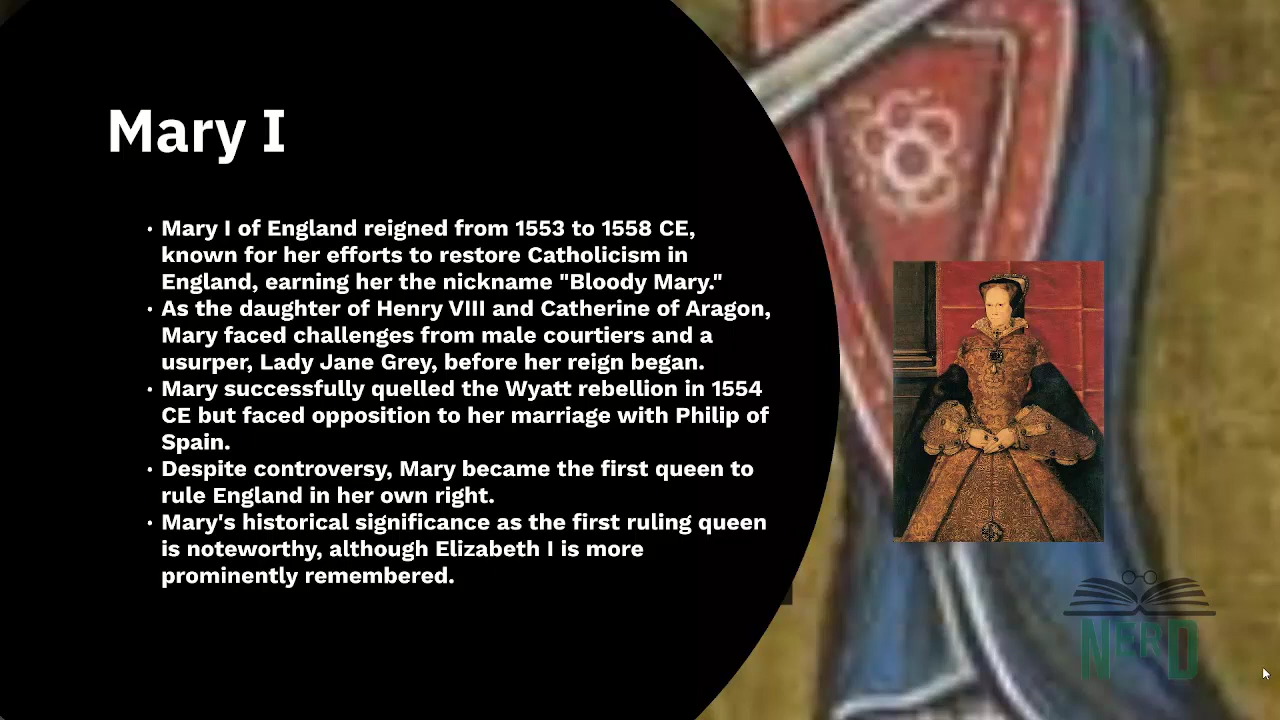 Mary I
• Mary I of England reigned from 1553 to 1558 CE,
known for her efforts to restore Catholicism in
England, earning her the nickname "Bloody Mary."
• As the daughter of Henry VIII and Catherine of Aragon,
Mary faced challenges from male courtiers and a
usurper, Lady Jane Grey, before her reign began.
• Mary successfully quelled the Wyatt rebellion in 1554
CE but faced opposition to her marriage with Philip of
Spain.
• Despite controversy, Mary became the first queen to
rule England in her own right.
• Mary's historical significance as the first ruling queen
is noteworthy, although Elizabeth I is more
prominently remembered.
NERD